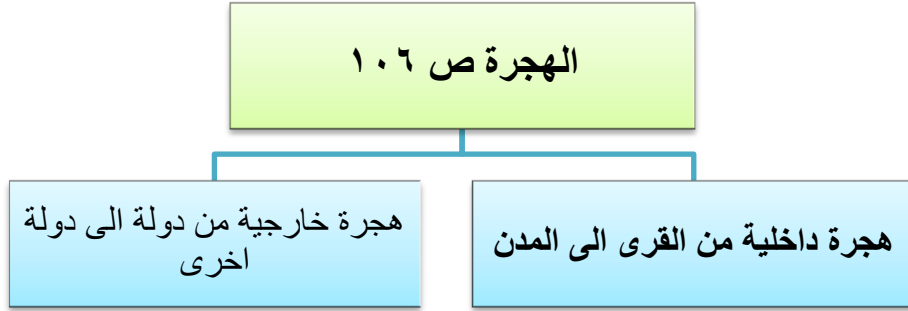 الهجرة ص ١٠٦
هجرة داخلية من القرى الى المدن
هجرة خارجية من دولة الى دولة
اخرى